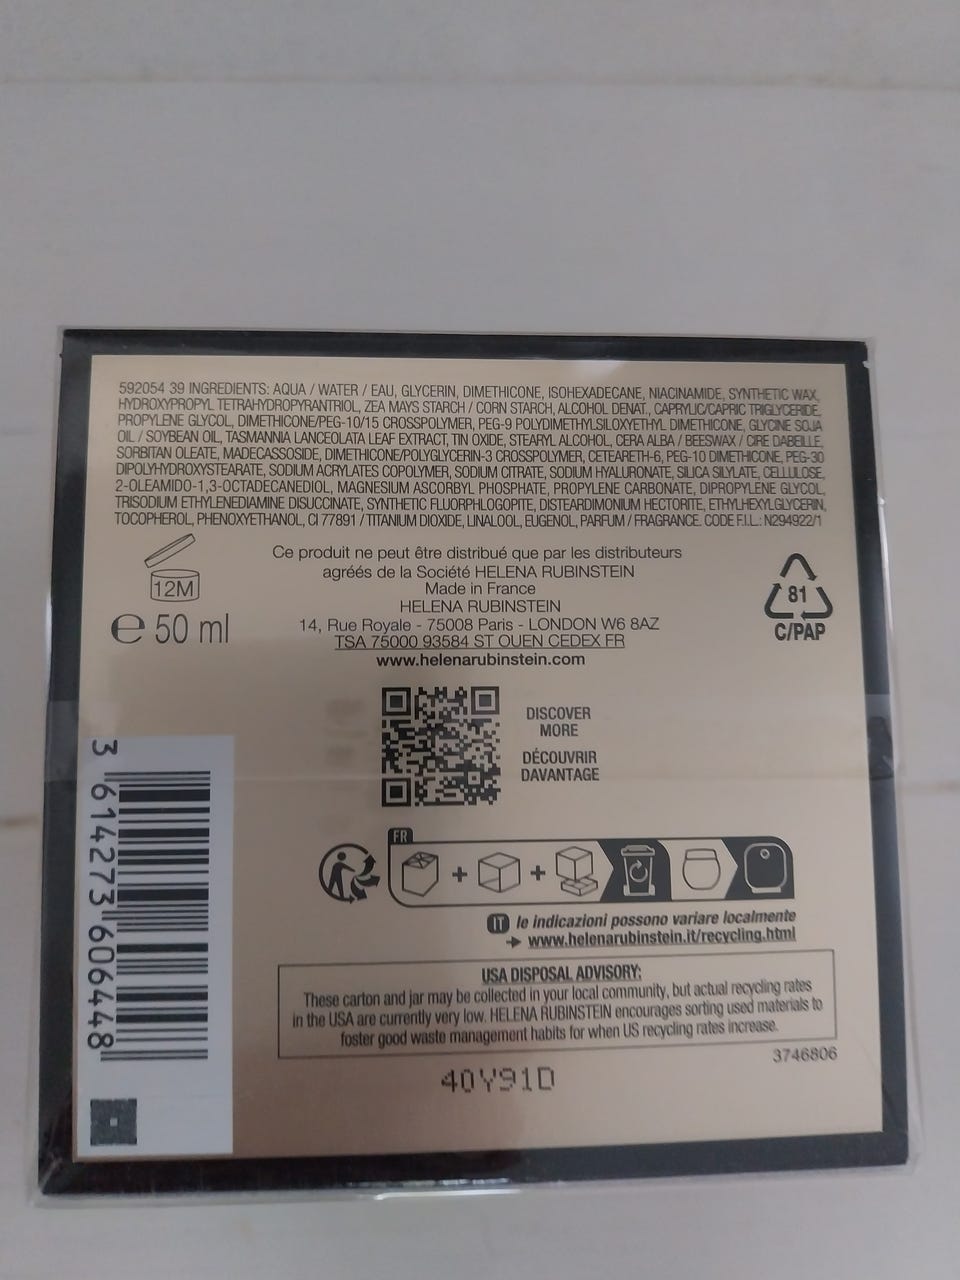 592054 39 INGREDIENTS: AQUA / WATER / EAU, GLYCERIN, DIMETHICONE, ISOHEXADECANE, NIACINAMIDE, SYNTHETIC WAX,
HYDROXYPROPYL TETRAHYDROPYRANTRIOL, ZEA MAYS STARCH / CORN STARCH, ALCOHOL DENAT., CAPRYLIC/CAPRIC TRIGLYCERIDE,
PROPYLENE GLYCOL, DIMETHICONE/PEG-10/15 CROSSPOLYMER, PEG-9 POLYDIMETHYLSILOXYETHYL DIMETHICONE, GLYCINE SOJA
OIL / SOYBEAN OIL, TASMANNIA LANCEOLATA LEAF EXTRACT, TIN OXIDE, STEARYL ALCOHOL, CERA ALBA / BEESWAX / CIRE DABEILLE,
SORBITAN OLEATE, MADECASSOSIDE, DIMETHICONE/POLYGLYCERIN-3 CROSSPOLYMER, CETEARETH-6, PEG-10 DIMETHICONE, PEG-30
DIPOLYHYDROXYSTEARATE, SODIUM ACRYLATES COPOLYMER, SODIUM CITRATE, SODIUM HYALURONATE, SILICA SILYLATE, CELLULOSE,
2-OLEAMIDO-1,3-OCTADECANEDIOL, MAGNESIUM ASCORBYL PHOSPHATE, PROPYLENE CARBONATE, DIPROPYLENE GLYCOL,
TRISODIUM ETHYLENEDIAMINE DISUCCINATE, SYNTHETIC FLUORPHLOGOPITE, DISTEARDIMONIUM HECTORITE, ETHYLHEXYLGLYCERIN,
TOCOPHEROL, PHENOXYETHANOL, CI 77891 / TITANIUM DIOXIDE, LINALOOL, EUGENOL, PARFUM / FRAGRANCE. CODE F.I.L.: N294922/1
12M
℮ 50 ml
Ce produit ne peut être distribué que par les distributeurs
agréés de la Société HELENA RUBINSTEIN
Made in France
HELENA RUBINSTEIN
14, Rue Royale - 75008 Paris - LONDON W6 8AZ
TSA 75000 93584 ST OUEN CEDEX FR
www.helenarubinstein.com
81
C/PAP
DISCOVER
MORE
DÉCOUVRIR
DAVANTAGE
3 614273 606448
FR
+ +
IT le indicazioni possono variare localmente
→ www.helenarubinstein.it/recycling.html
USA DISPOSAL ADVISORY:
These carton and jar may be collected in your local community, but actual recycling rates
in the USA are currently very low. HELENA RUBINSTEIN encourages sorting used materials to
foster good waste management habits for when US recycling rates increase.
3746806
40Y91D